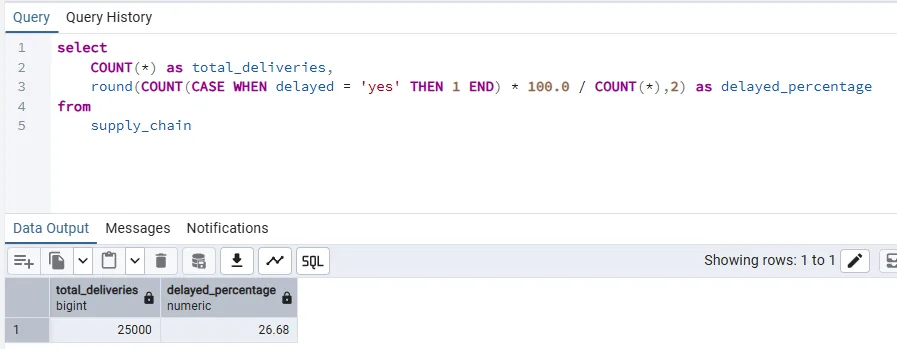 Query Query History
1 select
2 COUNT(*) as total_deliveries,
3 round(COUNT(CASE WHEN delayed = 'yes' THEN 1 END) * 100.0 / COUNT(*),2) as delayed_percentage
4 from
5 supply_chain
Data Output Messages Notifications
SQL Showing rows: 1 to 1
total_deliveries delayed_percentage
bigint numeric
1 25000 26.68